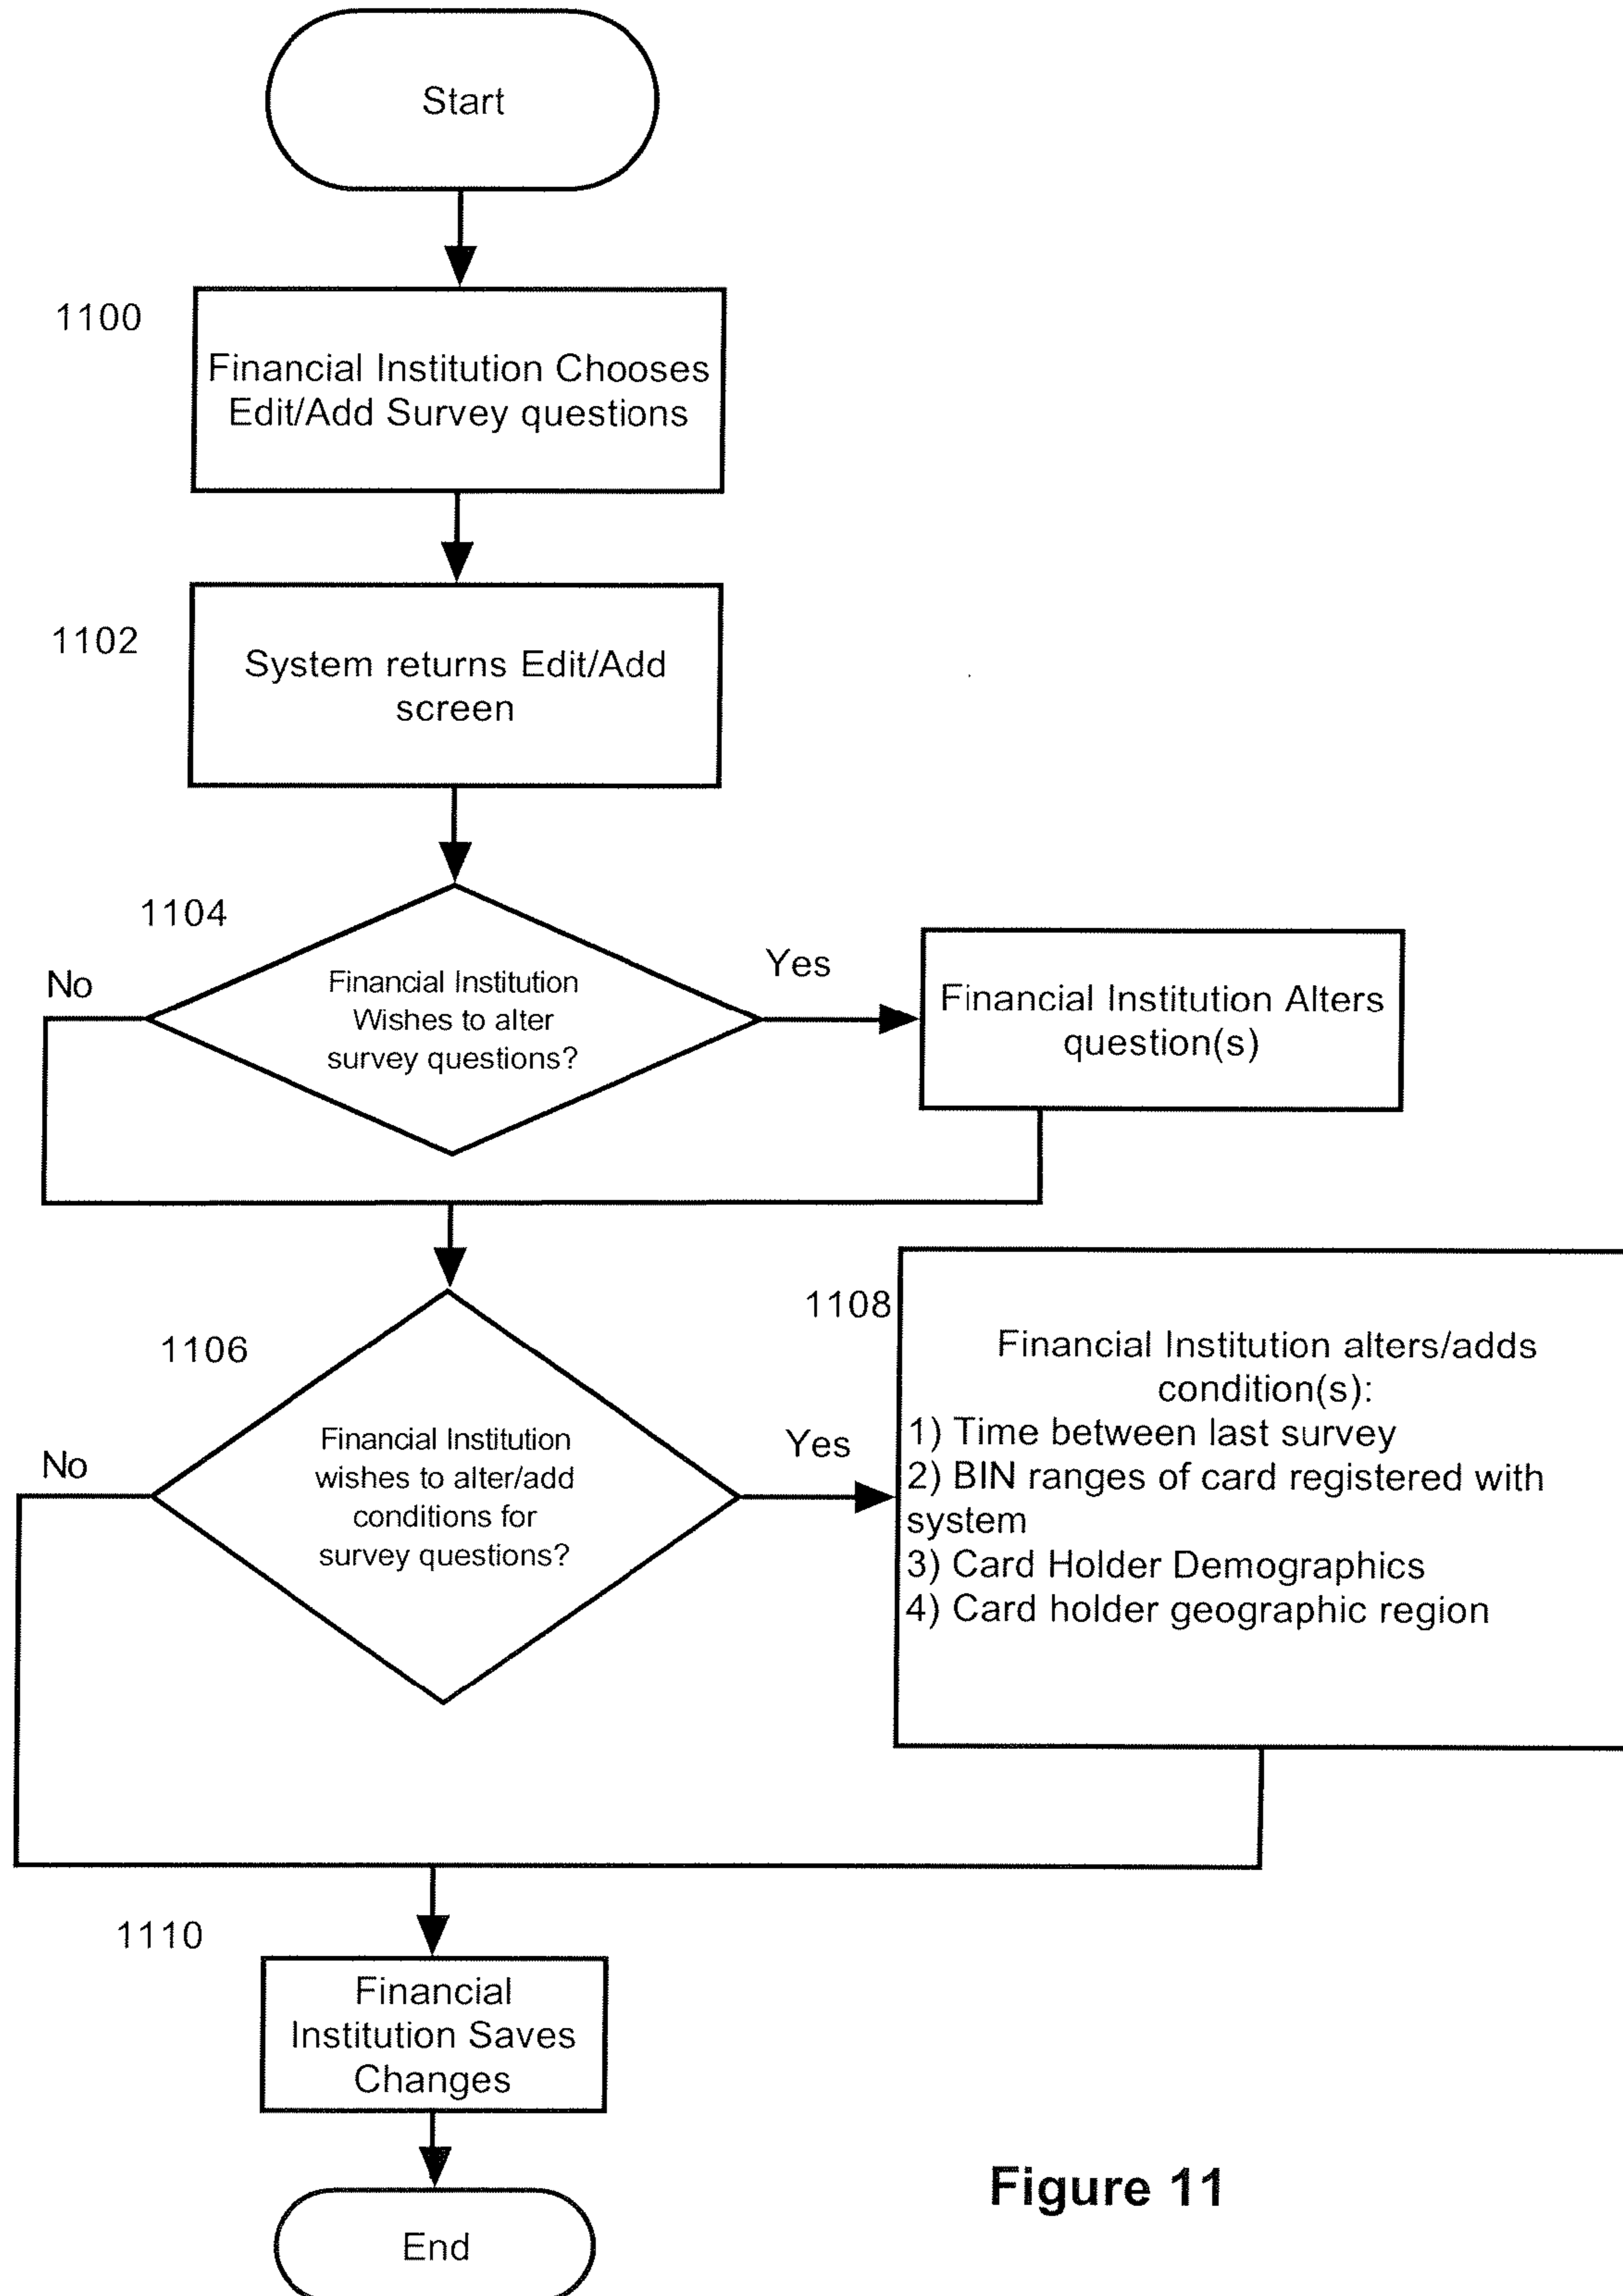 Start
1100
Financial Institution Chooses
Edit/Add Survey questions
1102
System returns Edit/Add
screen
1104
No
Financial Institution
Wishes to alter
survey questions?
Yes
Financial Institution Alters
question(s)
1106
No
Financial Institution
wishes to alter/add
conditions for
survey questions?
Yes
1108
Financial Institution alters/adds
condition(s):
1) Time between last survey
2) BIN ranges of card registered with
system
3) Card Holder Demographics
4) Card holder geographic region
1110
Financial
Institution Saves
Changes
End
Figure 11